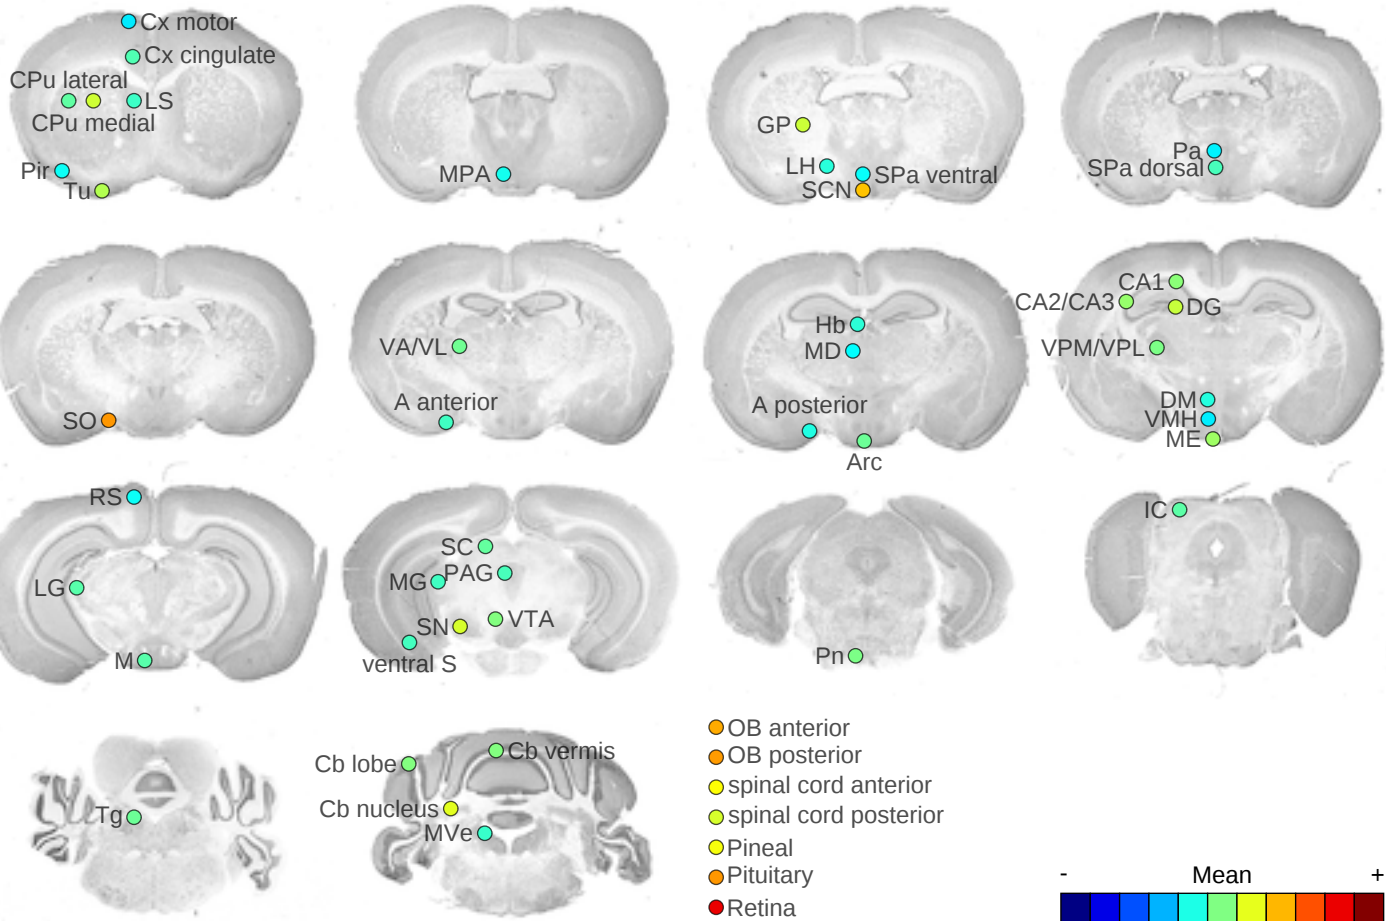 Cx motor
Cx cingulate
CPu lateral
LS
CPu medial
Pir
Tu
MPA
GP
LH
SPa ventral
SCN
Pa
SPa dorsal
SO
VA/VL
A anterior
Hb
MD
A posterior
Arc
CA1
CA2/CA3
DG
VPM/VPL
DM
VMH
ME
RS
LG
M
SC
MG
PAG
SN
VTA
ventral S
Pn
IC
Tg
Cb lobe
Cb vermis
Cb nucleus
MVe
OB anterior
OB posterior
spinal cord anterior
spinal cord posterior
Pineal
Pituitary
Retina
- Mean +